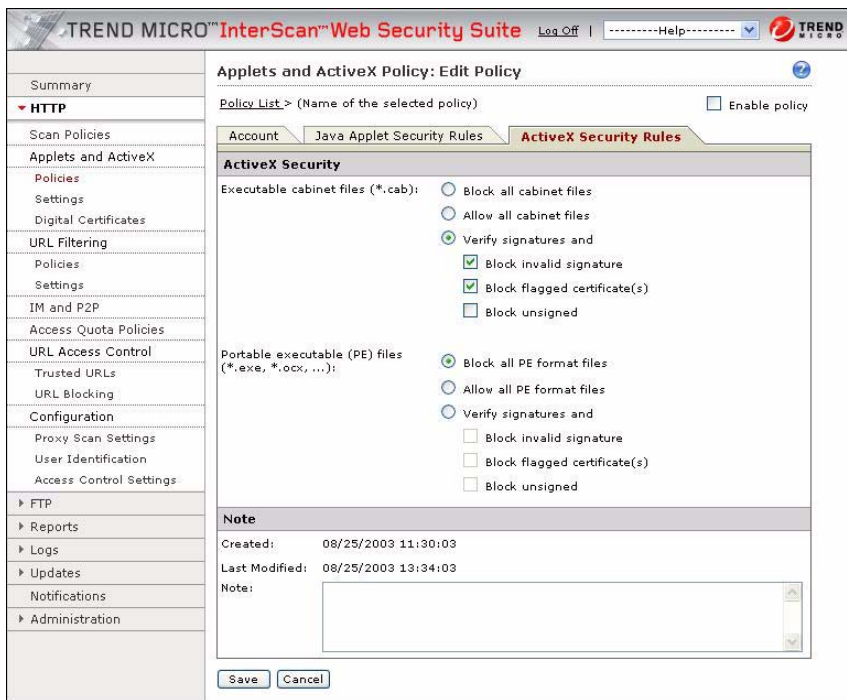 TREND MICRO™ InterScan™ Web Security Suite
Log Off | ---------Help---------
TREND MICRO
Summary
HTTP
Scan Policies
Applets and ActiveX
Policies
Settings
Digital Certificates
URL Filtering
Policies
Settings
IM and P2P
Access Quota Policies
URL Access Control
Trusted URLs
URL Blocking
Configuration
Proxy Scan Settings
User Identification
Access Control Settings
FTP
Reports
Logs
Updates
Notifications
Administration
Applets and ActiveX Policy: Edit Policy
?
Policy List > (Name of the selected policy)
Enable policy
Account
Java Applet Security Rules
ActiveX Security Rules
ActiveX Security
Executable cabinet files (*.cab):
Block all cabinet files
Allow all cabinet files
Verify signatures and
Block invalid signature
Block flagged certificate(s)
Block unsigned
Portable executable (PE) files
(*.exe, *.ocx, ...):
Block all PE format files
Allow all PE format files
Verify signatures and
Block invalid signature
Block flagged certificate(s)
Block unsigned
Note
Created: 08/25/2003 11:30:03
Last Modified: 08/25/2003 13:34:03
Note:
Save
Cancel